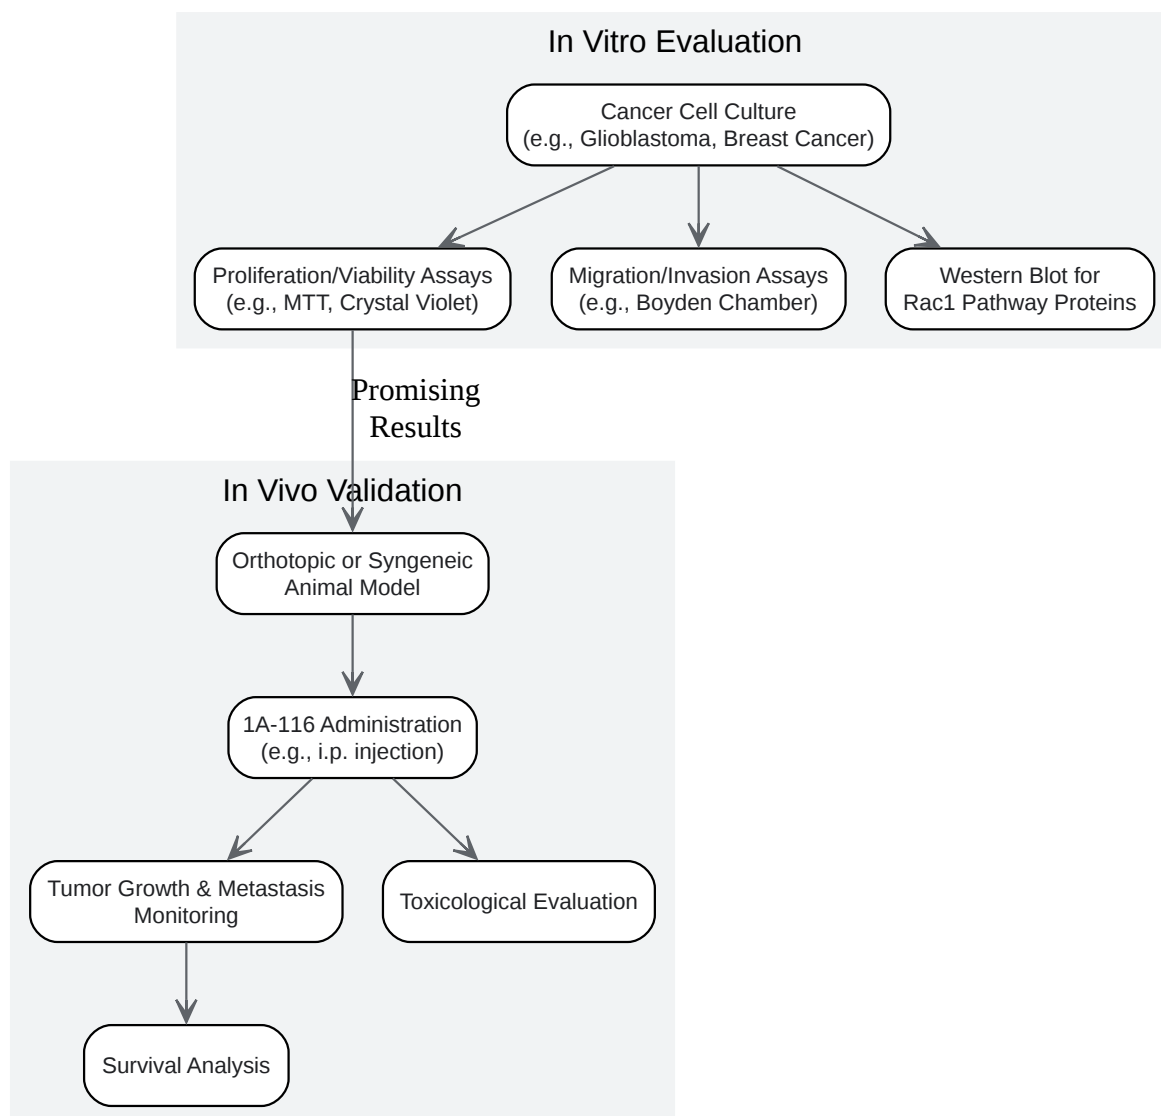 In Vitro Evaluation
Cancer Cell Culture
(e.g., Glioblastoma, Breast Cancer)
Proliferation/Viability Assays
(e.g., MTT, Crystal Violet)
Migration/Invasion Assays
(e.g., Boyden Chamber)
Western Blot for
Rac1 Pathway Proteins
Promising
Results
In Vivo Validation
Orthotopic or Syngeneic
Animal Model
1A-116 Administration
(e.g., i.p. injection)
Tumor Growth & Metastasis
Monitoring
Toxicological Evaluation
Survival Analysis